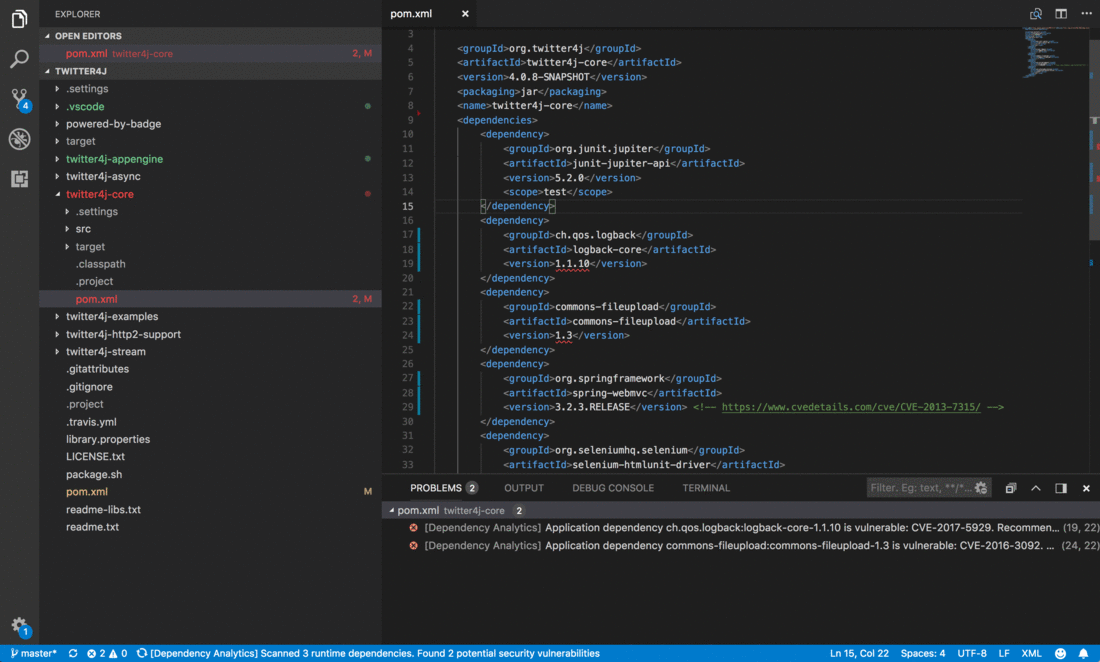 EXPLORER
OPEN EDITORS
pom.xml twitter4j-core 2, M
TWITTER4J
.settings
.vscode
powered-by-badge
target
twitter4j-appengine
twitter4j-async
twitter4j-core
.settings
src
target
.classpath
.project
pom.xml 2, M
twitter4j-examples
twitter4j-http2-support
twitter4j-stream
.gitattributes
.gitignore
.project
.travis.yml
library.properties
LICENSE.txt
package.sh
pom.xml M
readme-libs.txt
readme.txt
4
1
pom.xml
3
4 <groupId>org.twitter4j</groupId>
5 <artifactId>twitter4j-core</artifactId>
6 <version>4.0.8-SNAPSHOT</version>
7 <packaging>jar</packaging>
8 <name>twitter4j-core</name>
9 <dependencies>
10 <dependency>
11 <groupId>org.junit.jupiter</groupId>
12 <artifactId>junit-jupiter-api</artifactId>
13 <version>5.2.0</version>
14 <scope>test</scope>
15 </dependency>
16 <dependency>
17 <groupId>ch.qos.logback</groupId>
18 <artifactId>logback-core</artifactId>
19 <version>1.1.10</version>
20 </dependency>
21 <dependency>
22 <groupId>commons-fileupload</groupId>
23 <artifactId>commons-fileupload</artifactId>
24 <version>1.3</version>
25 </dependency>
26 <dependency>
27 <groupId>org.springframework</groupId>
28 <artifactId>spring-webmvc</artifactId>
29 <version>3.2.3.RELEASE</version> <!-- https://www.cvedetails.com/cve/CVE-2013-7315/ -->
30 </dependency>
31 <dependency>
32 <groupId>org.seleniumhq.selenium</groupId>
33 <artifactId>selenium-htmlunit-driver</artifactId>
PROBLEMS 2 OUTPUT DEBUG CONSOLE TERMINAL Filter. Eg: text, **/*...
pom.xml twitter4j-core 2
[Dependency Analytics] Application dependency ch.qos.logback:logback-core-1.1.10 is vulnerable: CVE-2017-5929. Recommen... (19, 22)
[Dependency Analytics] Application dependency commons-fileupload:commons-fileupload-1.3 is vulnerable: CVE-2016-3092. ... (24, 22)
master* 2 0 [Dependency Analytics] Scanned 3 runtime dependencies. Found 2 potential security vulnerabilities Ln 15, Col 22 Spaces: 4 UTF-8 LF XML